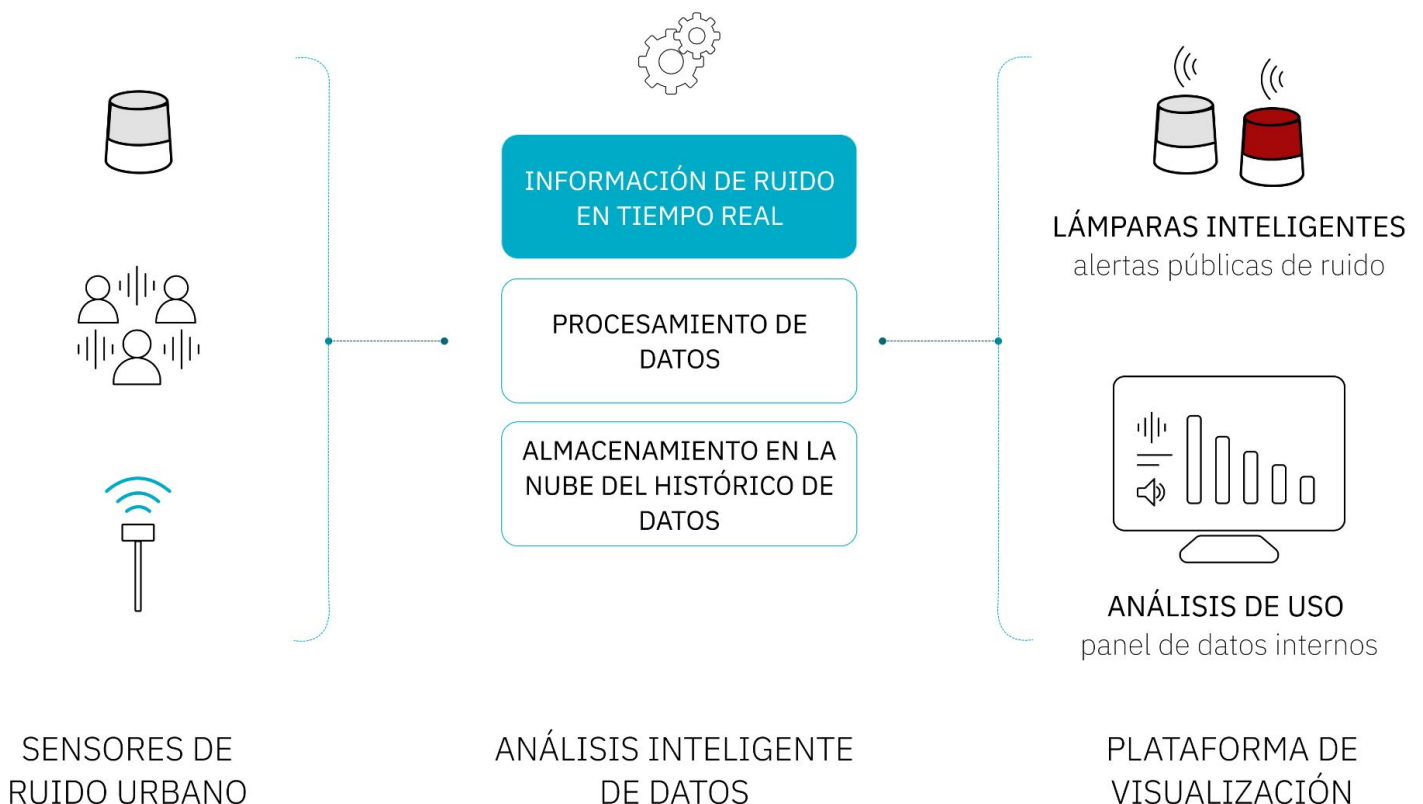 INFORMACIÓN DE RUIDO
EN TIEMPO REAL
PROCESAMIENTO DE
DATOS
ALMACENAMIENTO EN LA
NUBE DEL HISTÓRICO DE
DATOS
LÁMPARAS INTELIGENTES
alertas públicas de ruido
ANÁLISIS DE USO
panel de datos internos
SENSORES DE
RUIDO URBANO
ANÁLISIS INTELIGENTE
DE DATOS
PLATAFORMA DE
VISUALIZACIÓN